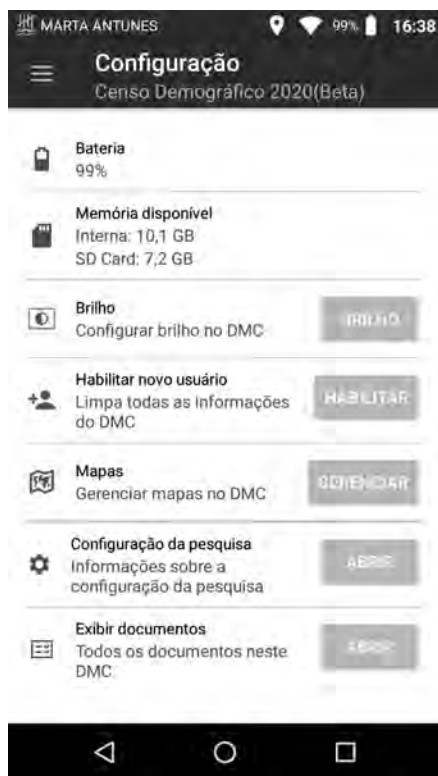 MARTA ANTUNES 99% 16:38
Configuração
Censo Demográfico 2020(Beta)
Bateria
99%
Memória disponível
Interna: 10,1 GB
SD Card: 7,2 GB
Brilho
Configurar brilho no DMC
BRILHO
Habilitar novo usuário
Limpa todas as informações
do DMC
HABILITAR
Mapas
Gerenciar mapas no DMC
GERENCIAR
Configuração da pesquisa
Informações sobre a
configuração da pesquisa
ABRIR
Exibir documentos
Todos os documentos neste
DMC
ABRIR